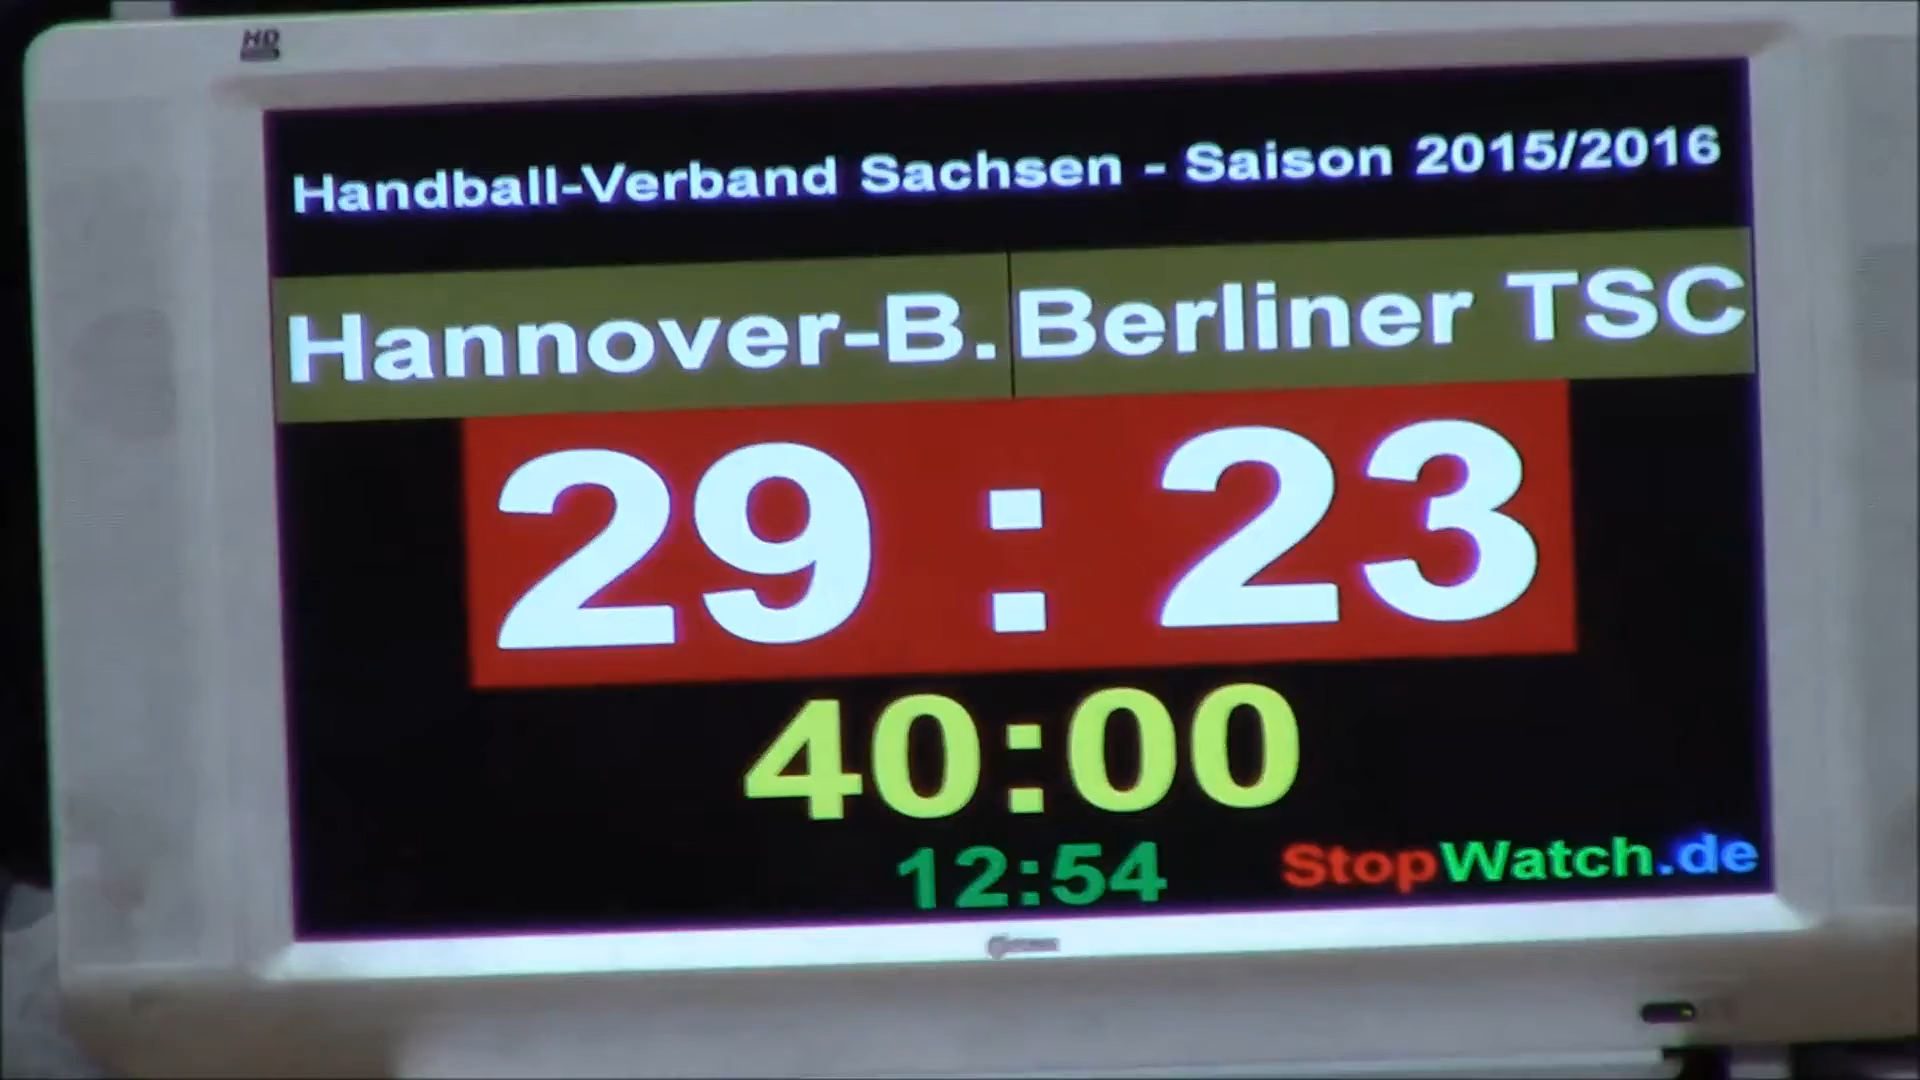 HD
Handball-Verband Sachsen - Saison 2015/2016
Hannover-B. Berliner TSC
29 : 23
40:00
12:54 StopWatch.de